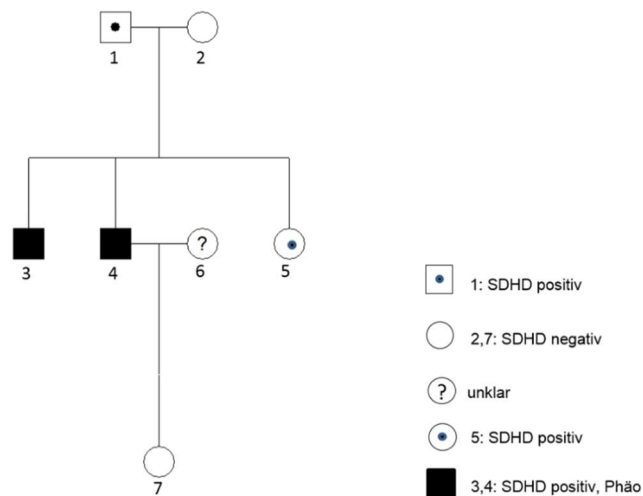 1
2
?
3
4
6
5
7
1: SDHD positiv
2,7: SDHD negativ
? unklar
5: SDHD positiv
3,4: SDHD positiv, Phäo